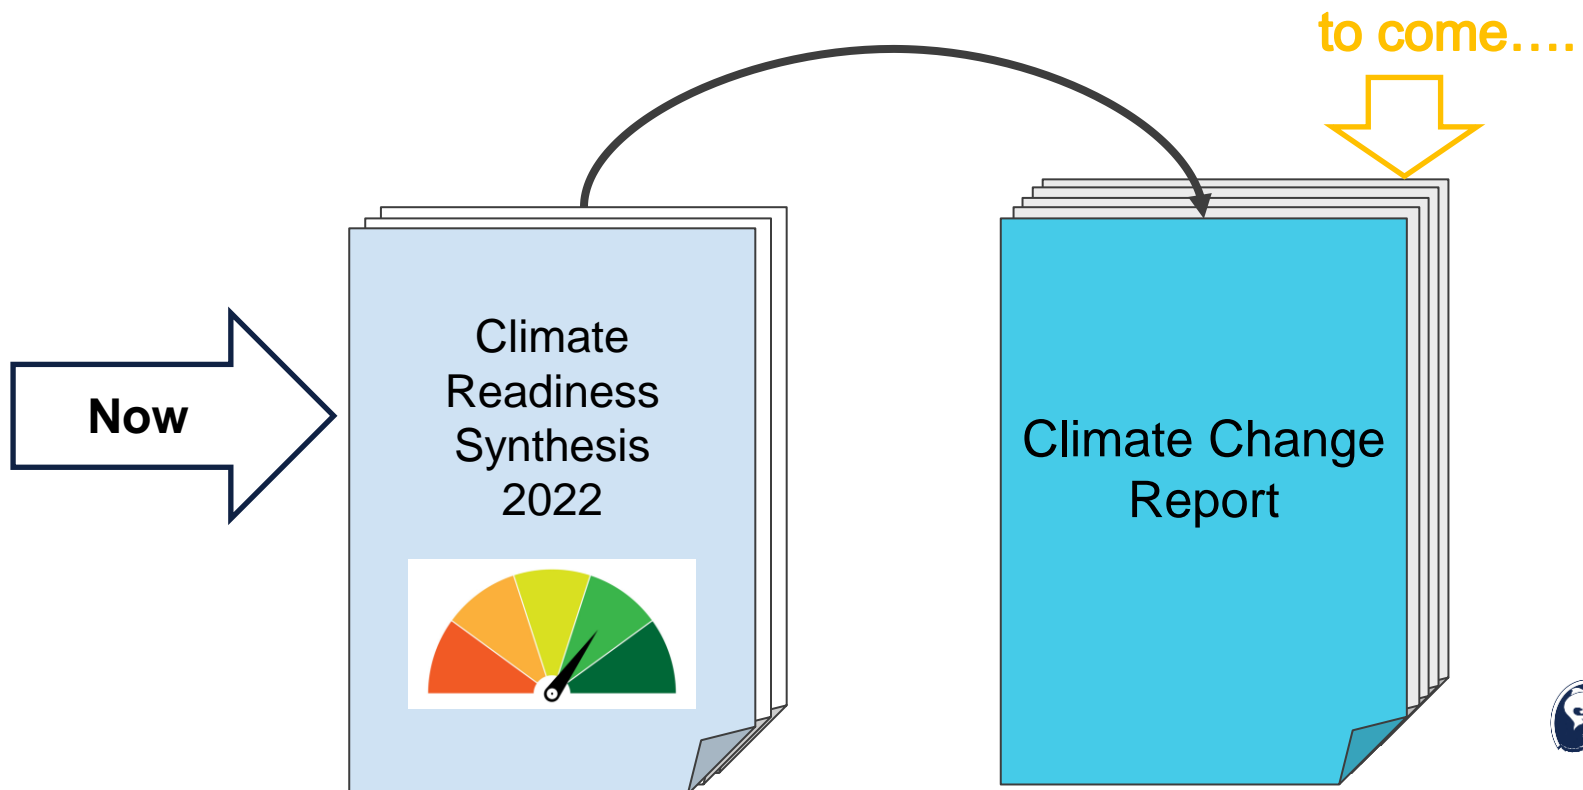 to come....
Now
Climate
Readiness
Synthesis
2022
Climate Change
Report